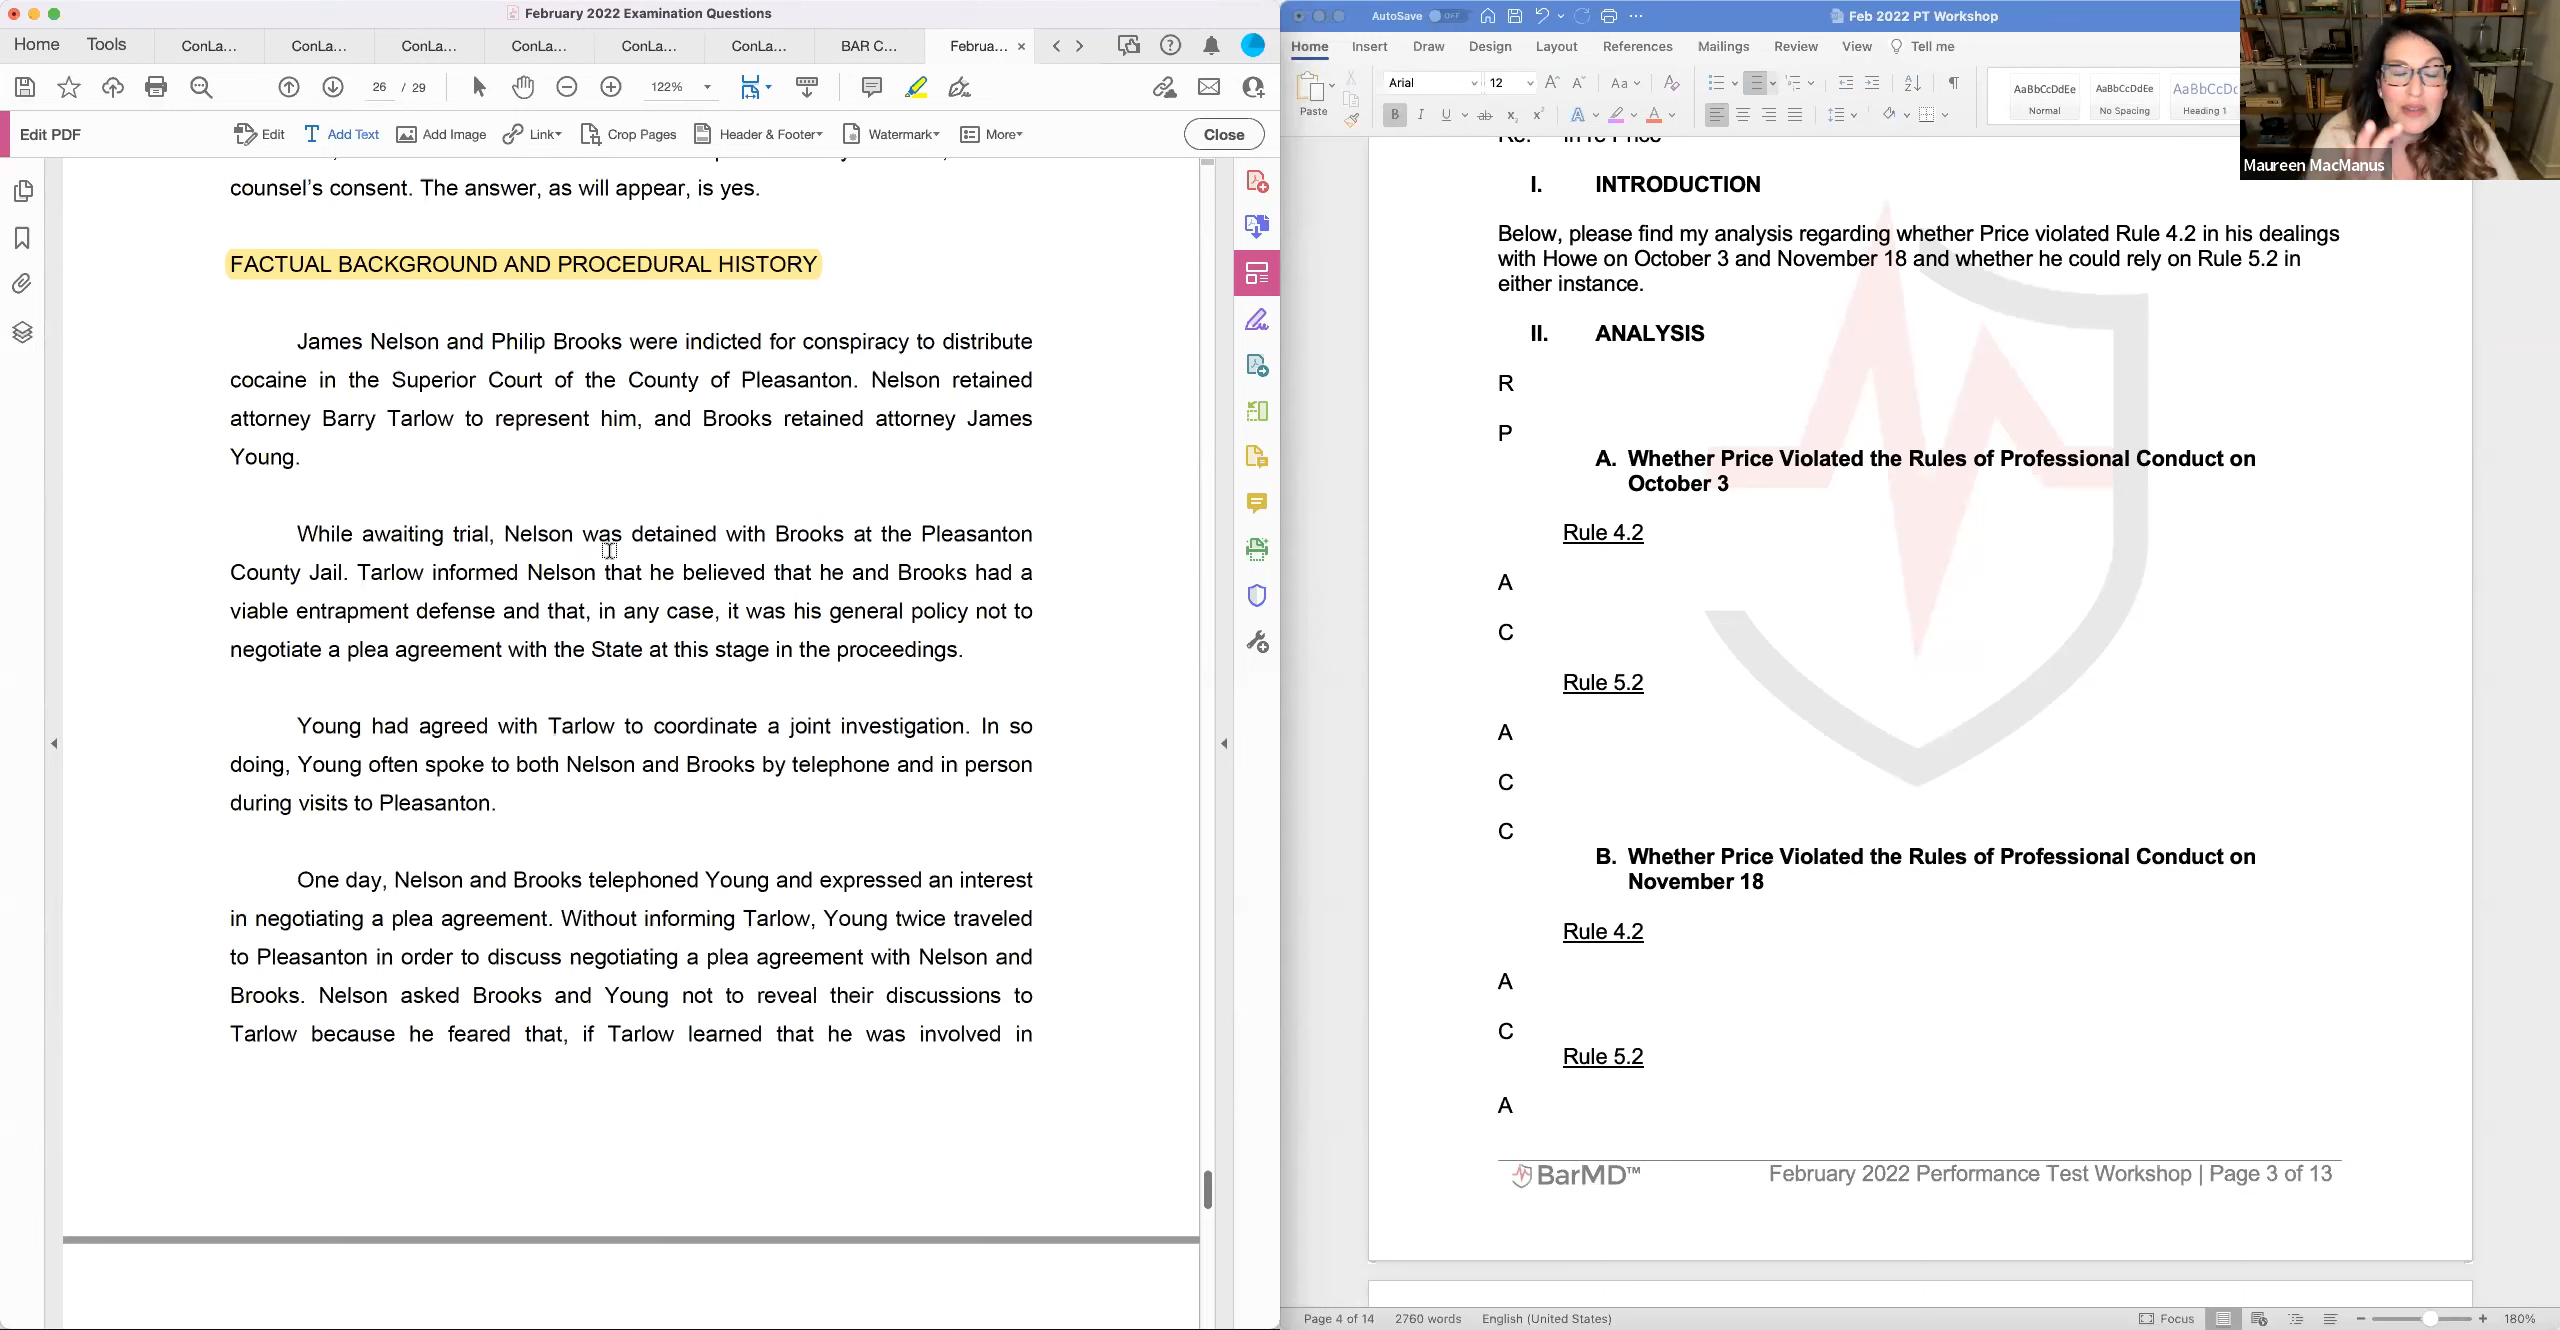 February 2022 Examination Questions
Home Tools ConLa... ConLa... ConLa... ConLa... ConLa... ConLa... BAR C... Februa... ×
26 / 29 122%
Edit PDF Edit Add Text Add Image Link Crop Pages Header & Footer Watermark More Close
counsel's consent. The answer, as will appear, is yes.
FACTUAL BACKGROUND AND PROCEDURAL HISTORY
James Nelson and Philip Brooks were indicted for conspiracy to distribute
cocaine in the Superior Court of the County of Pleasanton. Nelson retained
attorney Barry Tarlow to represent him, and Brooks retained attorney James
Young.
While awaiting trial, Nelson was detained with Brooks at the Pleasanton
County Jail. Tarlow informed Nelson that he believed that he and Brooks had a
viable entrapment defense and that, in any case, it was his general policy not to
negotiate a plea agreement with the State at this stage in the proceedings.
Young had agreed with Tarlow to coordinate a joint investigation. In so
doing, Young often spoke to both Nelson and Brooks by telephone and in person
during visits to Pleasanton.
One day, Nelson and Brooks telephoned Young and expressed an interest
in negotiating a plea agreement. Without informing Tarlow, Young twice traveled
to Pleasanton in order to discuss negotiating a plea agreement with Nelson and
Brooks. Nelson asked Brooks and Young not to reveal their discussions to
Tarlow because he feared that, if Tarlow learned that he was involved in
AutoSave OFF Feb 2022 PT Workshop
Home Insert Draw Design Layout References Mailings Review View Tell me
Paste Arial 12
AaBbCcDdEe AaBbCcDdEe AaBbCcDc
Normal No Spacing Heading 1
Maureen MacManus
Re: In re Price
I. INTRODUCTION
Below, please find my analysis regarding whether Price violated Rule 4.2 in his dealings
with Howe on October 3 and November 18 and whether he could rely on Rule 5.2 in
either instance.
II. ANALYSIS
R
P
A. Whether Price Violated the Rules of Professional Conduct on
October 3
Rule 4.2
A
C
Rule 5.2
A
C
C
B. Whether Price Violated the Rules of Professional Conduct on
November 18
Rule 4.2
A
C
Rule 5.2
A
BarMD™ February 2022 Performance Test Workshop | Page 3 of 13
Page 4 of 14 2760 words English (United States) Focus 180%